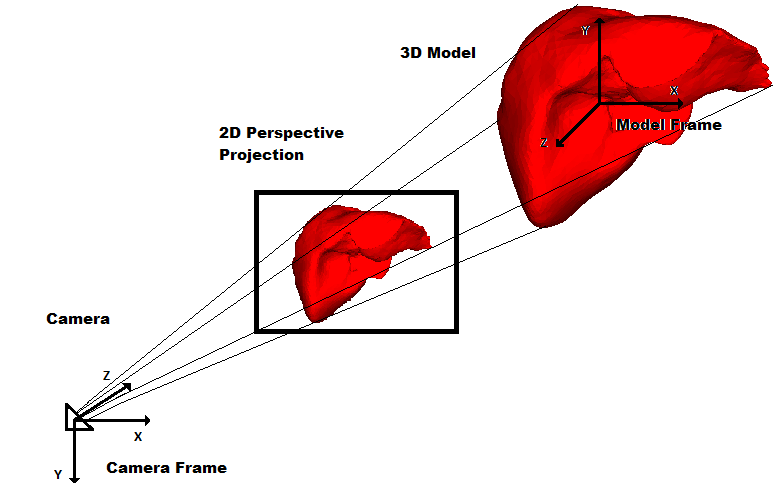 3D Model
Y
X
Z
Model Frame
2D Perspective
Projection
Camera
Z
X
Y
Camera Frame